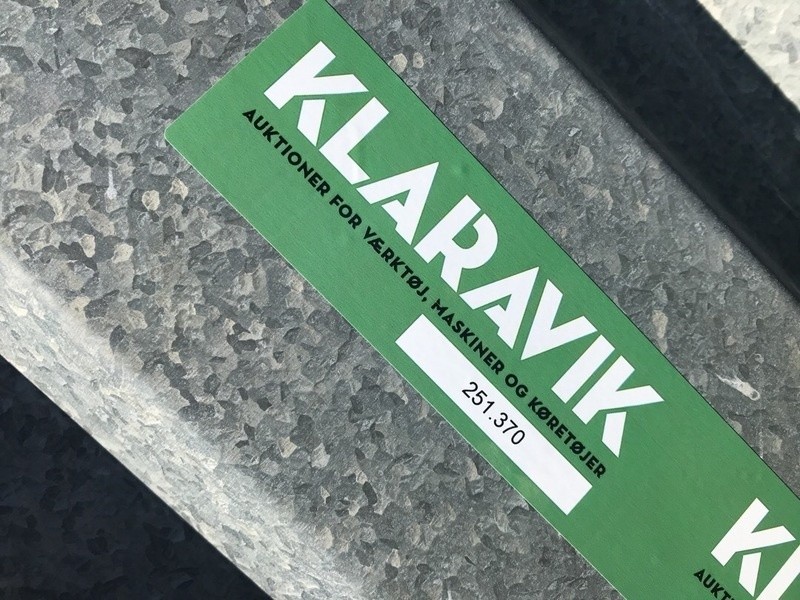 KLARAVIK
AUKTIONER FOR VÆRKTØJ, MASKINER OG KØRETØJER
251.370